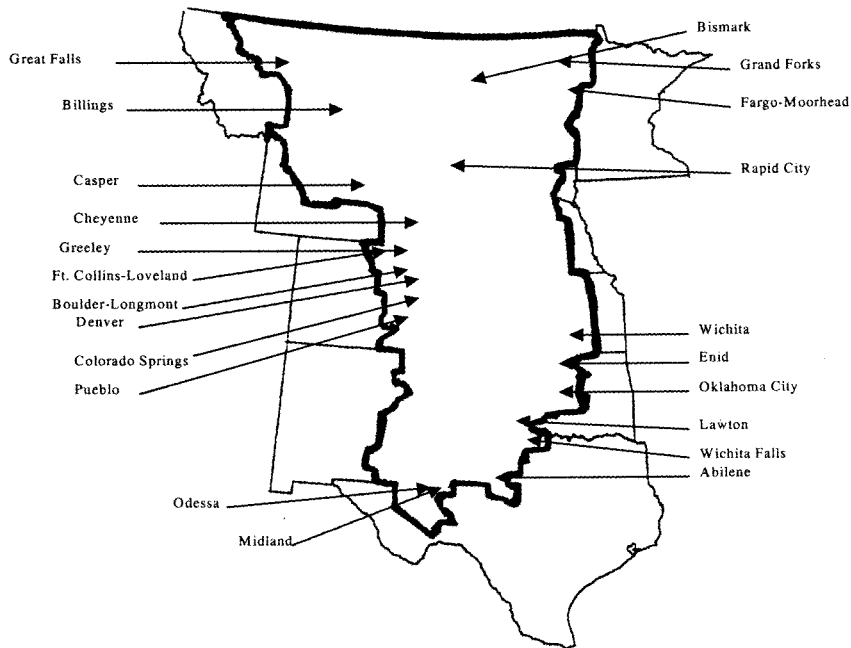 Bismark
Great Falls
Grand Forks
Billings
Fargo-Moorhead
Rapid City
Casper
Cheyenne
Greeley
Ft. Collins-Loveland
Boulder-Longmont
Denver
Wichita
Colorado Springs
Enid
Pueblo
Oklahoma City
Lawton
Wichita Falls
Abilene
Odessa
Midland